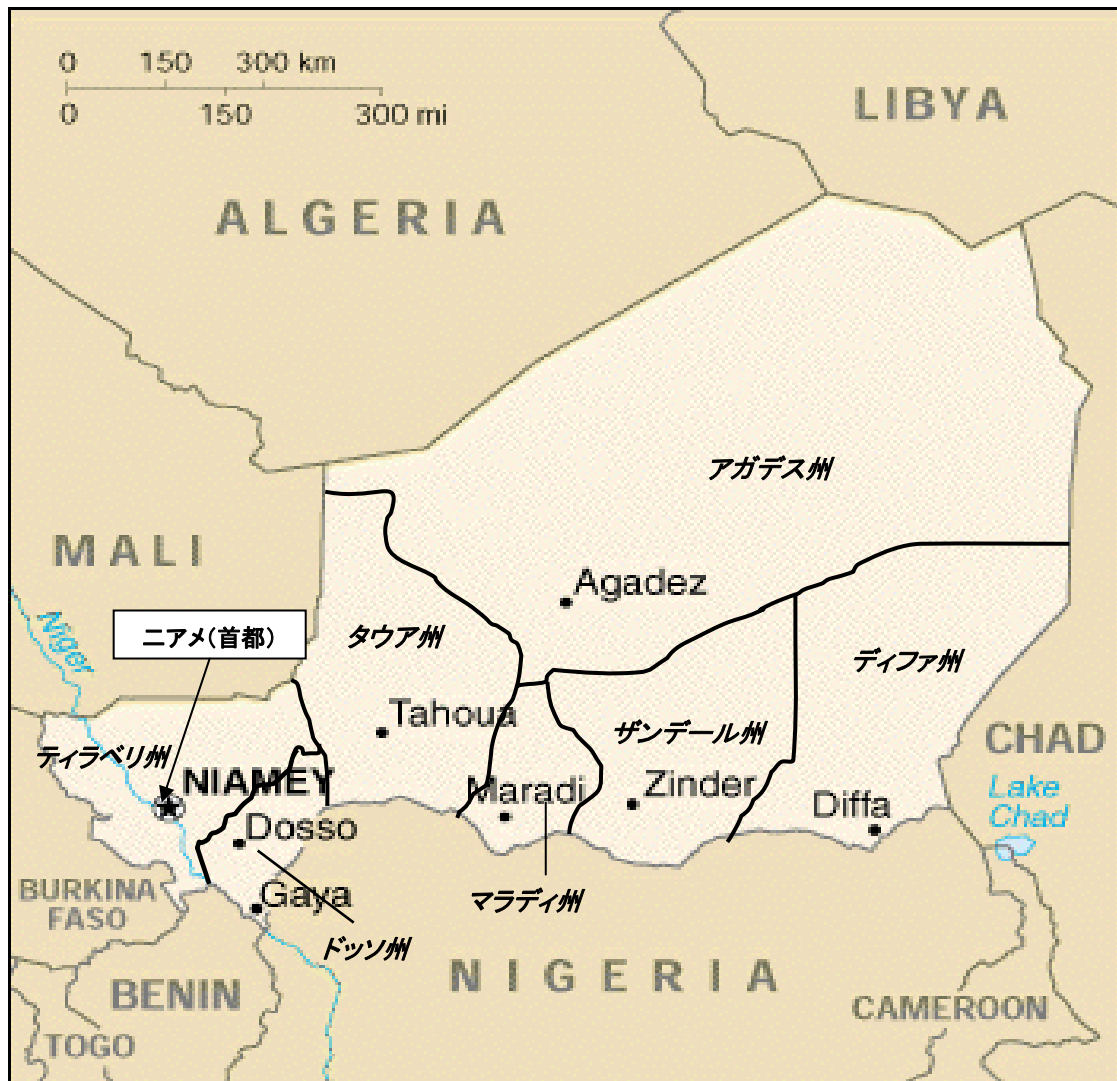 0 150 300 km
0 150 300 mi
LIBYA
ALGERIA
アガデス州
MALI
Agadez
Niger
ニアメ(首都)
タウア州
ディファ州
Tahoua
ザンデール州
CHAD
ティラベリ州
NIAMEY
Maradi
Zinder
Diffa
Lake
Chad
Dosso
BURKINA
FASO
Gaya
マラディ州
ドッソ州
NIGERIA
BENIN
CAMEROON
TOGO